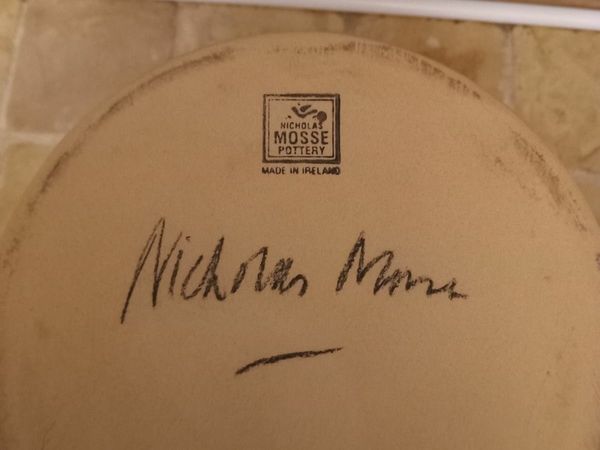 NICHOLAS
MOSSE
POTTERY
MADE IN IRELAND
Nicholas Mosse